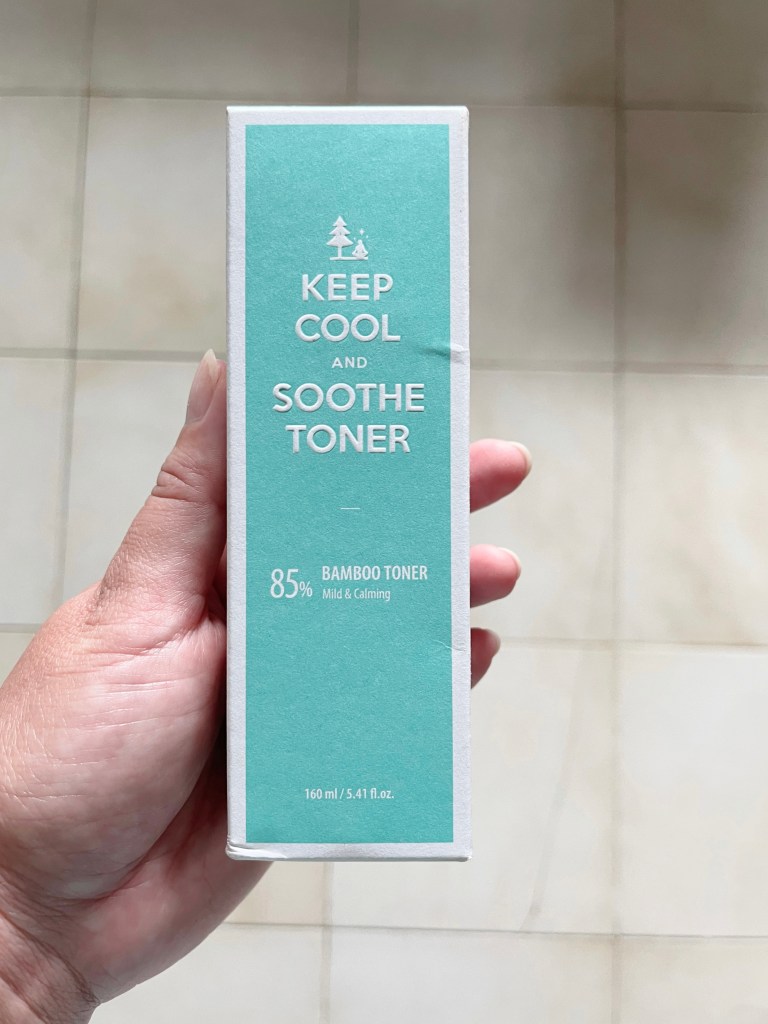 KEEP
COOL
AND
SOOTHE
TONER
85% BAMBOO TONER
Mild & Calming
160 ml / 5.41 fl.oz.